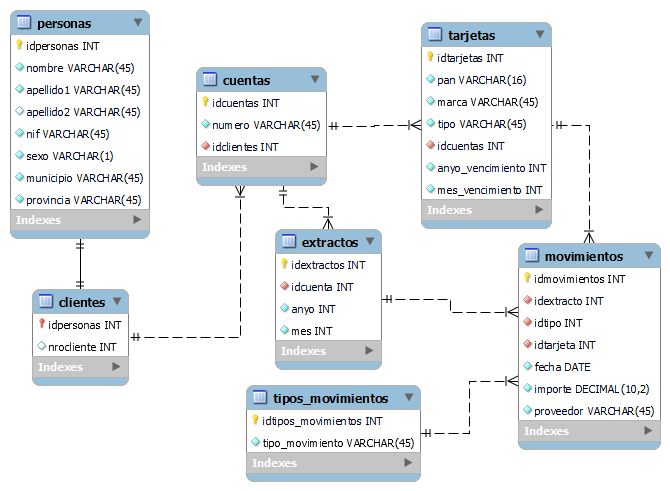 personas
idpersonas INT
nombre VARCHAR(45)
apellido1 VARCHAR(45)
apellido2 VARCHAR(45)
nif VARCHAR(45)
sexo VARCHAR(1)
municipio VARCHAR(45)
provincia VARCHAR(45)
Indexes
clientes
idpersonas INT
nrocliente INT
Indexes
cuentas
idcuentas INT
numero VARCHAR(45)
idclientes INT
Indexes
extractos
idextractos INT
idcuenta INT
anyo INT
mes INT
Indexes
tipos_movimientos
idtipos_movimientos INT
tipo_movimiento VARCHAR(45)
Indexes
tarjetas
idtarjetas INT
pan VARCHAR(16)
marca VARCHAR(45)
tipo VARCHAR(45)
idcuentas INT
anyo_vencimiento INT
mes_vencimiento INT
Indexes
movimientos
idmovimientos INT
idextracto INT
idtipo INT
idtarjeta INT
fecha DATE
importe DECIMAL(10,2)
proveedor VARCHAR(45)
Indexes